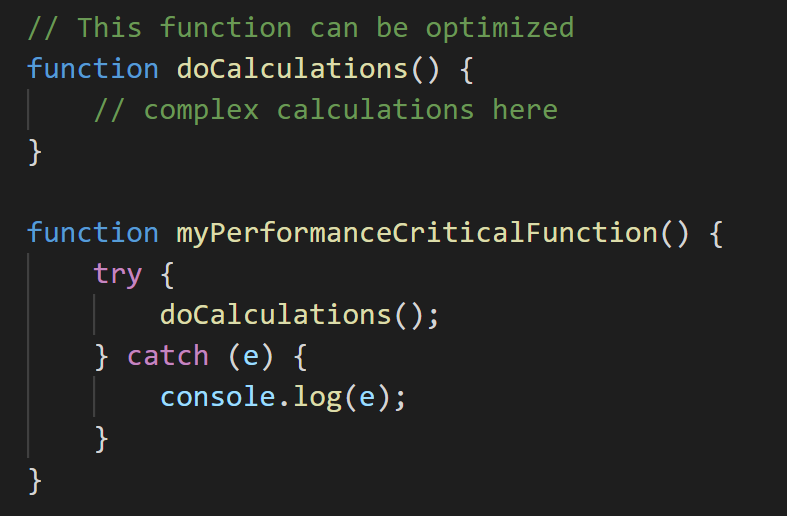 // This function can be optimized
function doCalculations() {
    // complex calculations here
}

function myPerformanceCriticalFunction() {
    try {
        doCalculations();
    } catch (e) {
        console.log(e);
    }
}